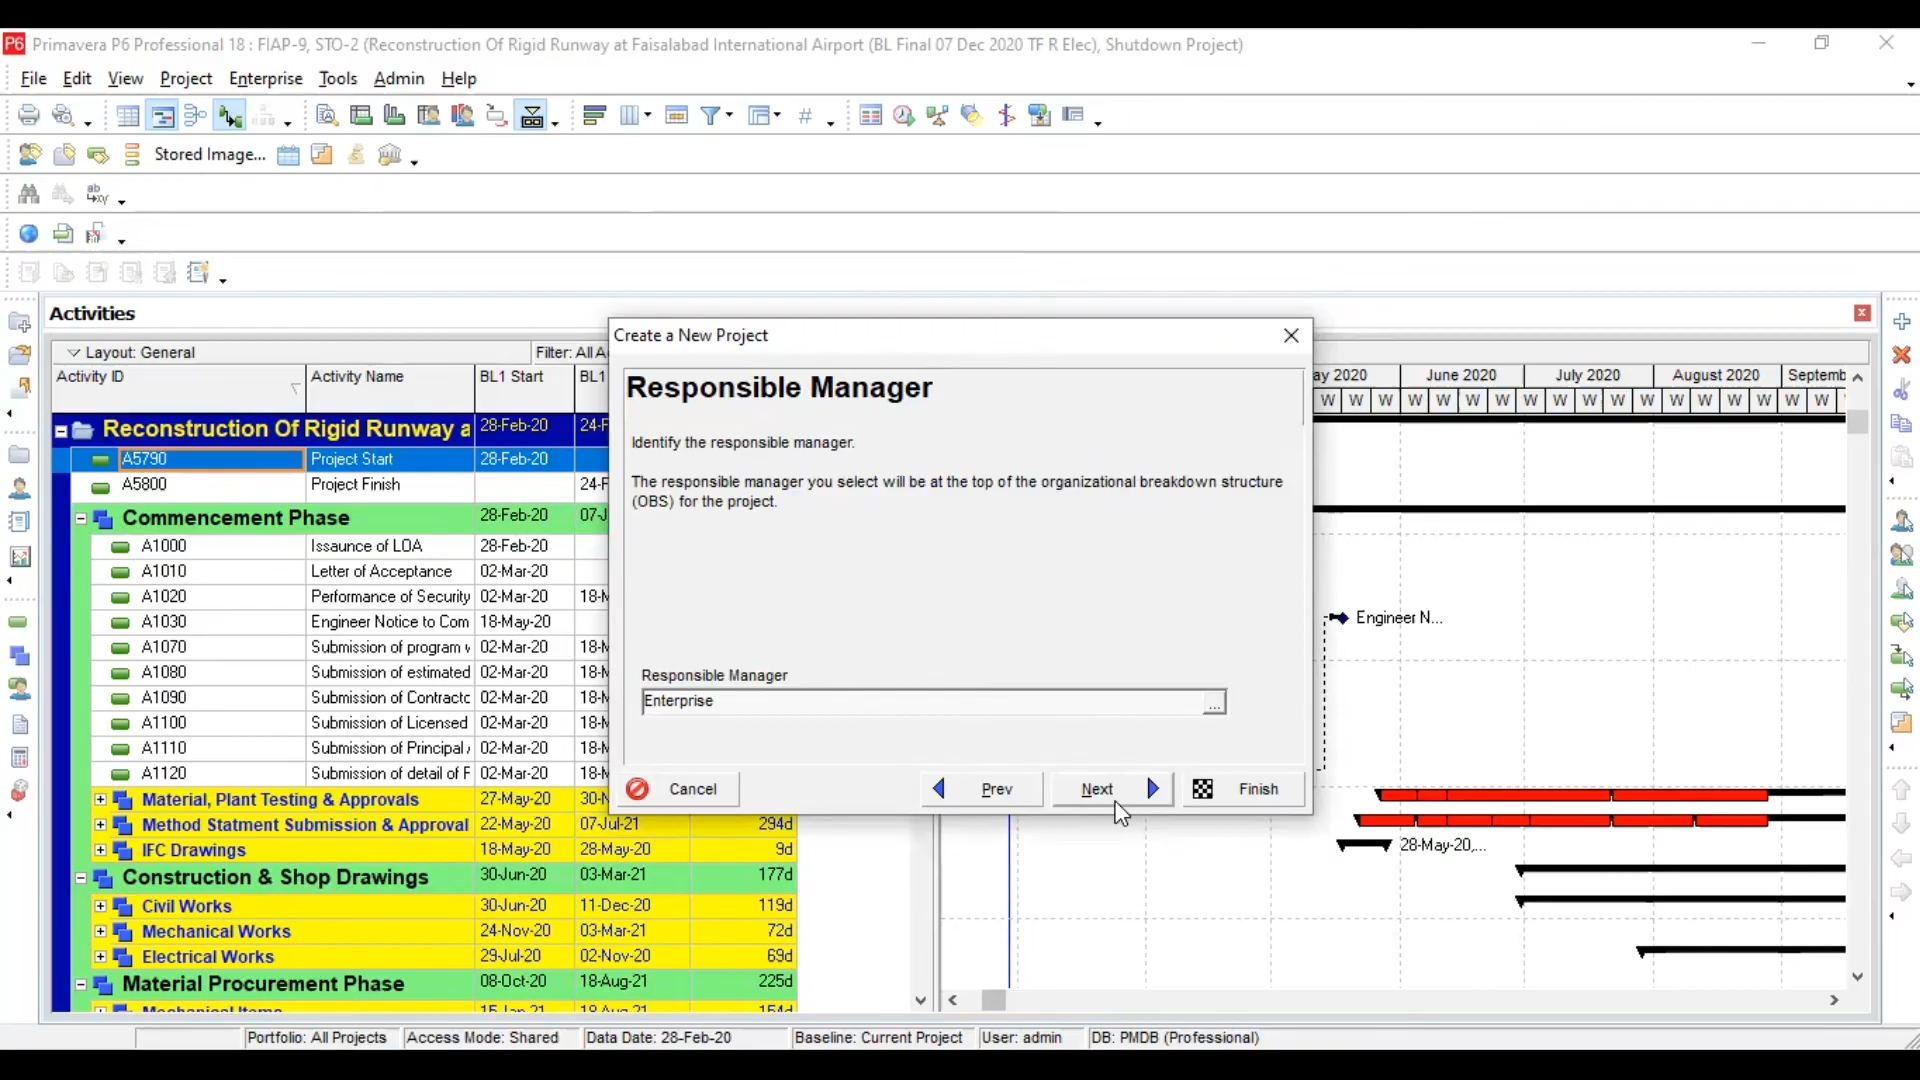 P6 Primavera P6 Professional 18 : FIAP-9, STO-2 (Reconstruction Of Rigid Runway at Faisalabad International Airport (BL Final 07 Dec 2020 TF R Elec), Shutdown Project)
File Edit View Project Enterprise Tools Admin Help
Stored Image...
Activities
Layout: General Filter: All A
Activity ID Activity Name BL1 Start BL1
ay 2020 June 2020 July 2020 August 2020 Septemb
W W W W W W W W W W W W W W W W W W
Reconstruction Of Rigid Runway a 28-Feb-20 24-F
A5790 Project Start 28-Feb-20
A5800 Project Finish 24-F
Commencement Phase 28-Feb-20 07-J
A1000 Issaunce of LOA 28-Feb-20
A1010 Letter of Acceptance 02-Mar-20
A1020 Performance of Security 02-Mar-20 18-M
A1030 Engineer Notice to Com 18-May-20
A1070 Submission of program 02-Mar-20 18-M
A1080 Submission of estimated 02-Mar-20 18-M
A1090 Submission of Contractc 02-Mar-20 18-M
A1100 Submission of Licensed 02-Mar-20 18-M
A1110 Submission of Principal 02-Mar-20 18-M
A1120 Submission of detail of F 02-Mar-20 18-M
Material, Plant Testing & Approvals 27-May-20 30-N
Method Statment Submission & Approval 22-May-20 07-Jul-21 294d
IFC Drawings 18-May-20 28-May-20 9d
Construction & Shop Drawings 30-Jun-20 03-Mar-21 177d
Civil Works 30-Jun-20 11-Dec-20 119d
Mechanical Works 24-Nov-20 03-Mar-21 72d
Electrical Works 29-Jul-20 02-Nov-20 69d
Material Procurement Phase 08-Oct-20 18-Aug-21 225d
Mechanical Items 15-Jan-21 18-Aug-21 154d
Create a New Project
Responsible Manager
Identify the responsible manager.
The responsible manager you select will be at the top of the organizational breakdown structure
(OBS) for the project.
Responsible Manager
Enterprise ...
Cancel Prev Next Finish
Engineer N...
28-May-20,...
Portfolio: All Projects Access Mode: Shared Data Date: 28-Feb-20 Baseline: Current Project User: admin DB: PMDB (Professional)